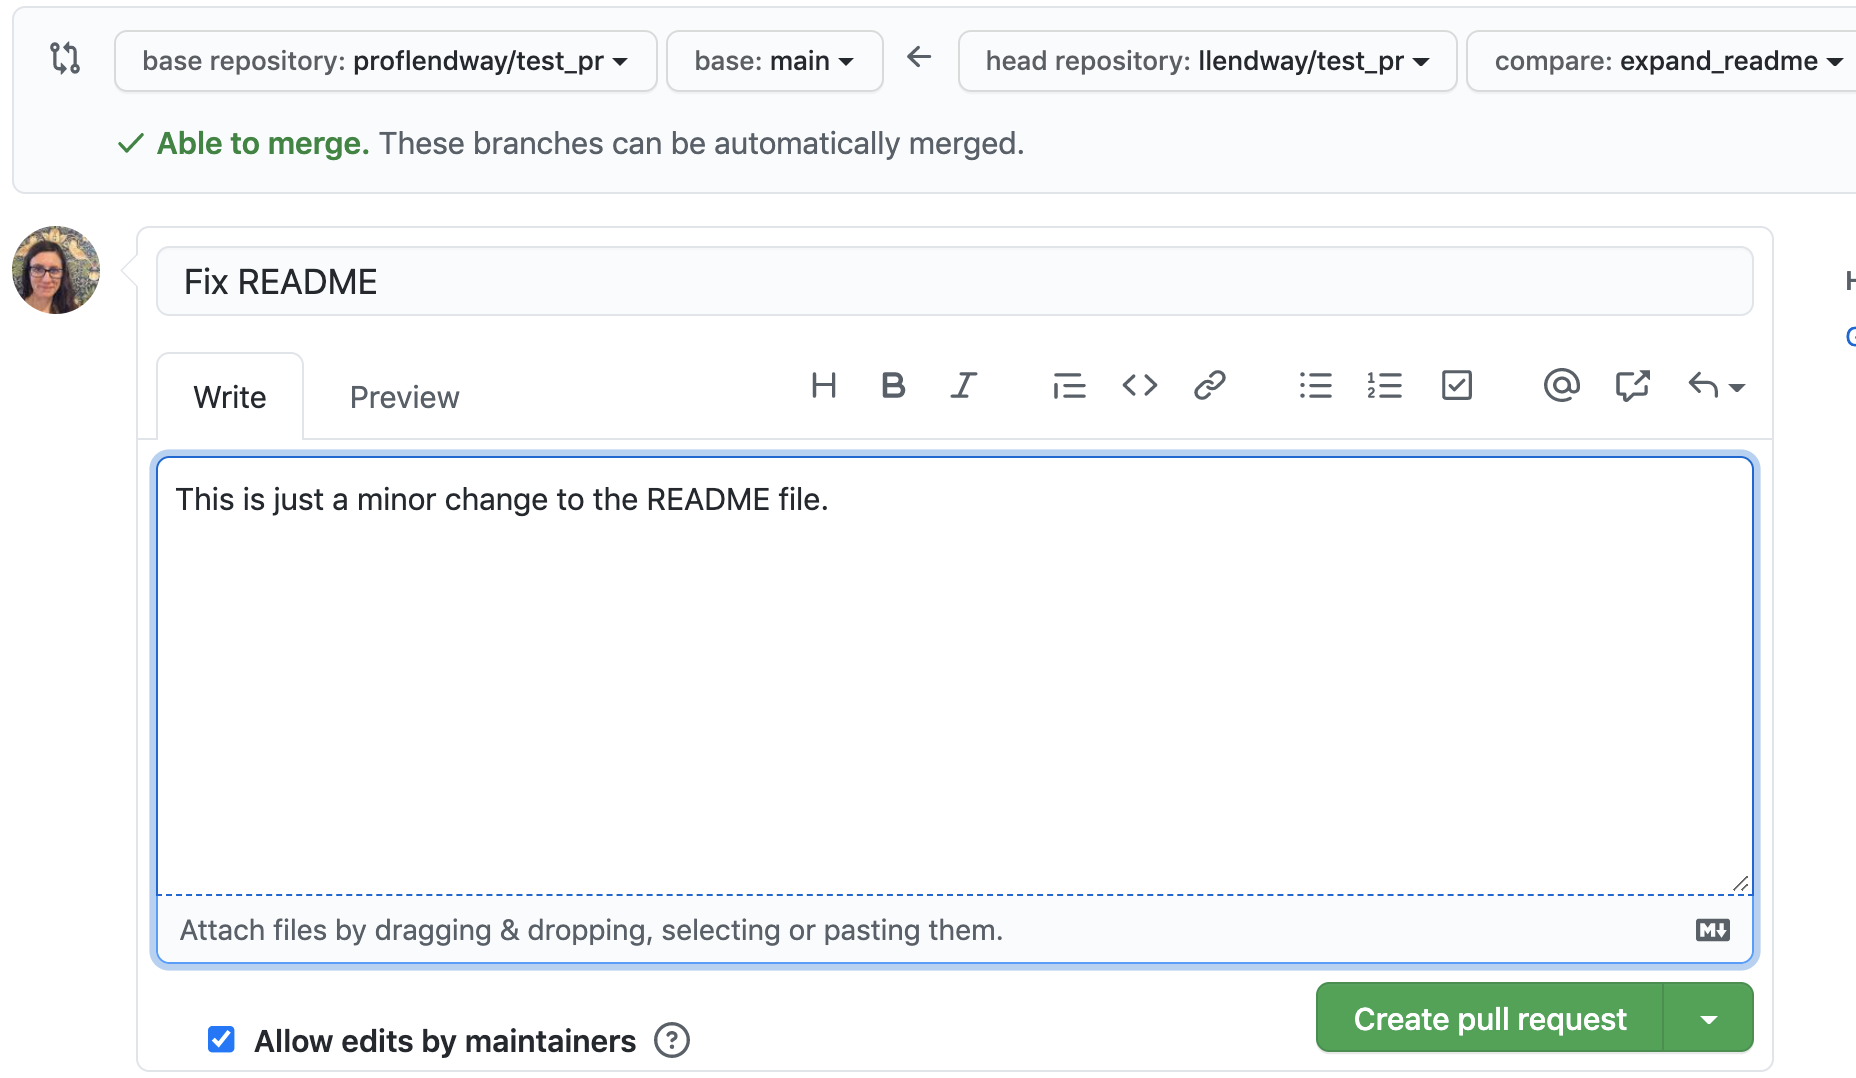 base repository: proflendway/test_pr base: main head repository: llendway/test_pr compare: expand_readme
Able to merge. These branches can be automatically merged.
Fix README
Write Preview
This is just a minor change to the README file.
Attach files by dragging & dropping, selecting or pasting them.
Allow edits by maintainers
Create pull request